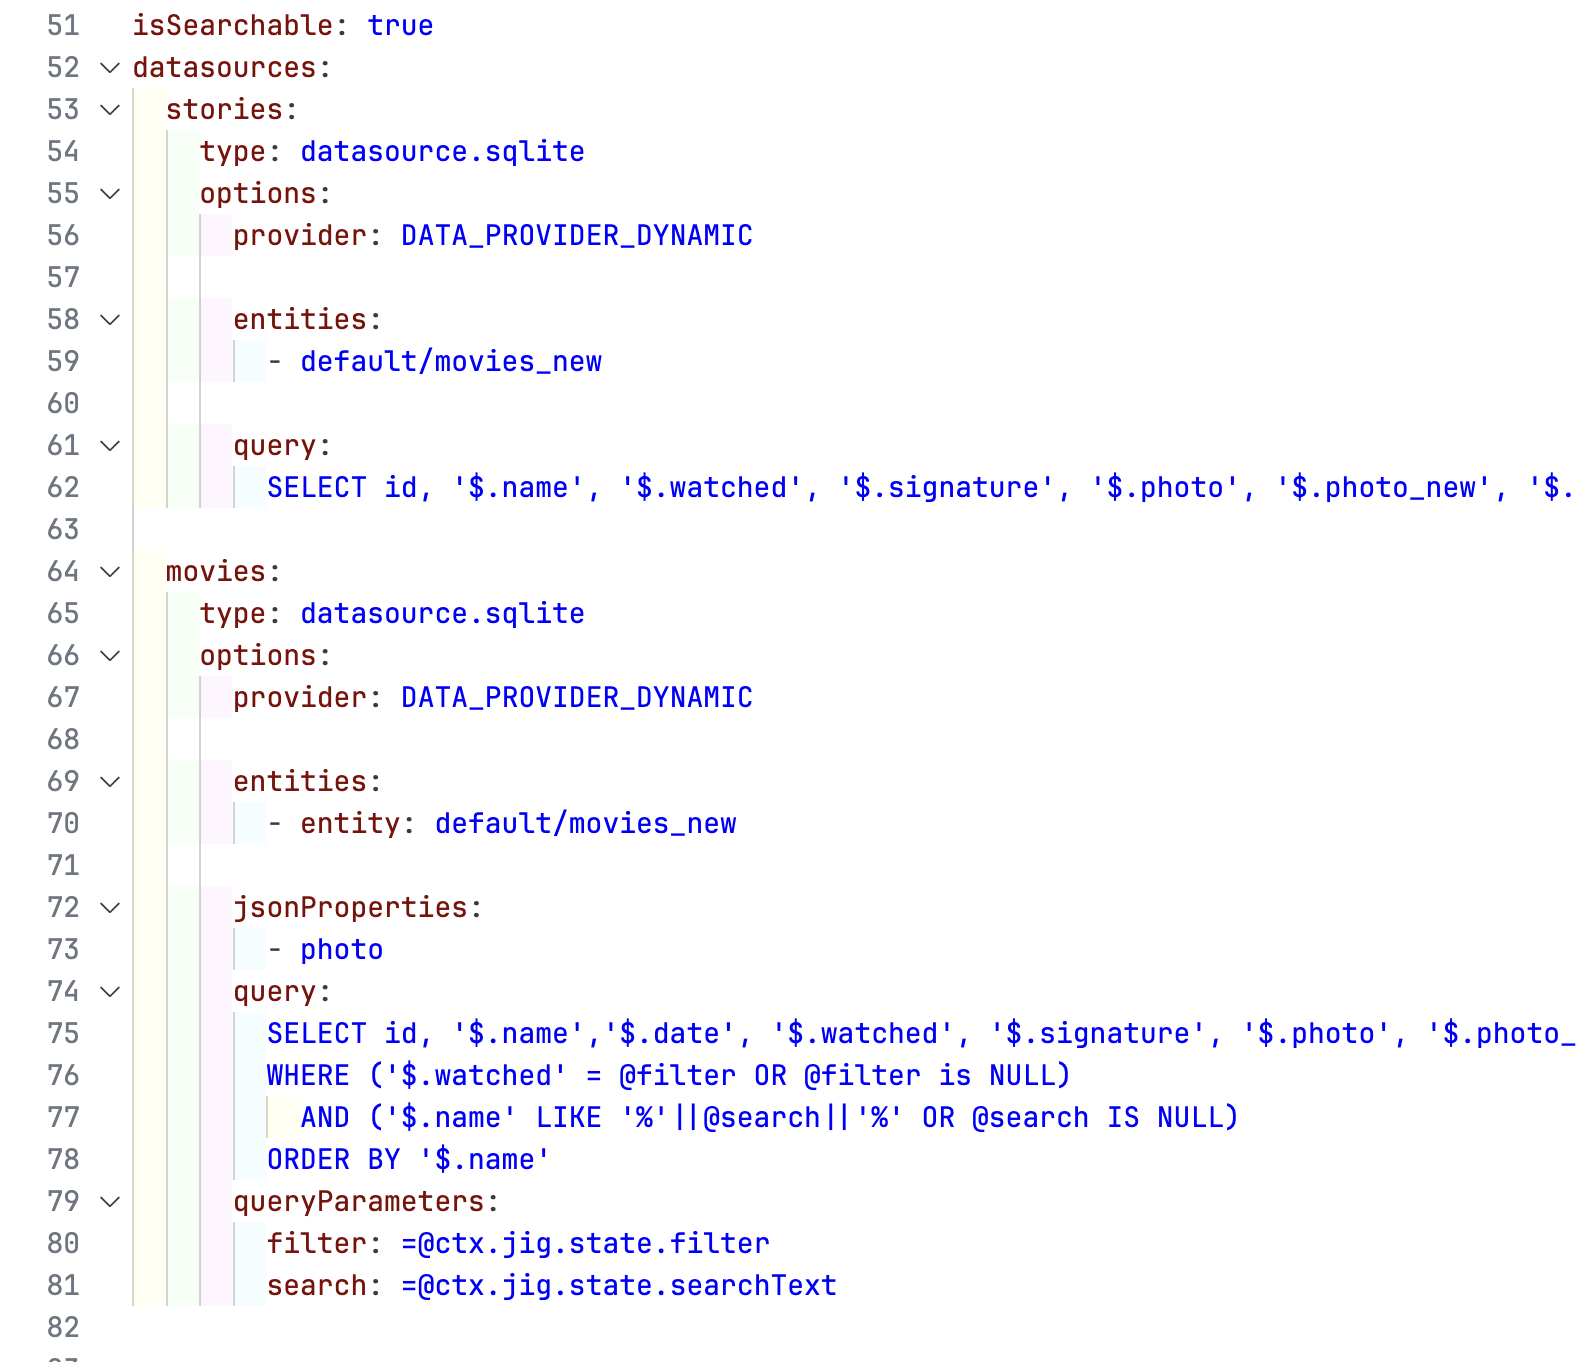 51 isSearchable: true
52 datasources:
53 stories:
54 type: datasource.sqlite
55 options:
56 provider: DATA_PROVIDER_DYNAMIC
57
58 entities:
59 - default/movies_new
60
61 query:
62 SELECT id, '$.name', '$.watched', '$.signature', '$.photo', '$.photo_new', '$.
63
64 movies:
65 type: datasource.sqlite
66 options:
67 provider: DATA_PROVIDER_DYNAMIC
68
69 entities:
70 - entity: default/movies_new
71
72 jsonProperties:
73 - photo
74 query:
75 SELECT id, '$.name','$.date', '$.watched', '$.signature', '$.photo', '$.photo_
76 WHERE ('$.watched' = @filter OR @filter is NULL)
77 AND ('$.name' LIKE '%'||@search||'%' OR @search IS NULL)
78 ORDER BY '$.name'
79 queryParameters:
80 filter: =@ctx.jig.state.filter
81 search: =@ctx.jig.state.searchText
82